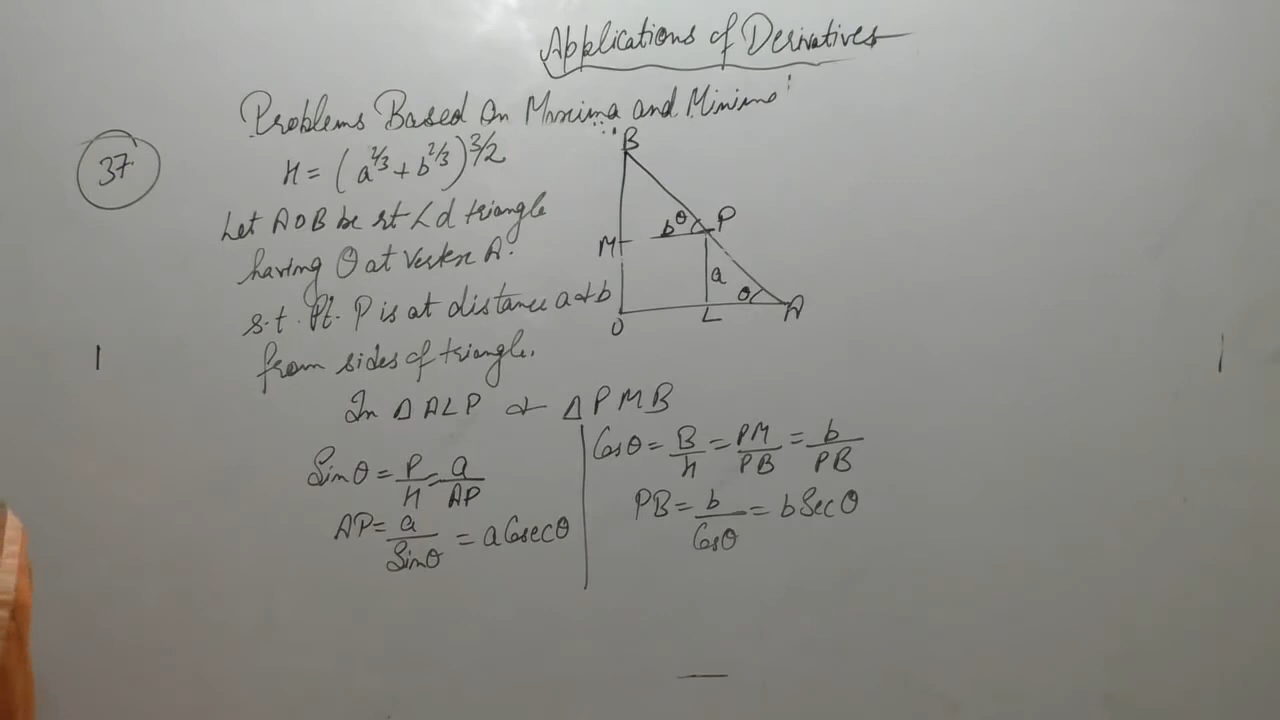 Applications of Derivatives
Problems Based on Maxima and Minima:
37
H = (a^2/3 + b^2/3)^3/2
Let AOB be rt ∠d triangle
having θ at vertex A.
s.t. Pt. P is at distance a & b
from sides of triangle.
B
θ
P
b
M
a
θ
O
L
A
In Δ ALP & Δ PMB
Sinθ = P/H = a/AP
AP = a/Sinθ = a Cosecθ
Cosθ = B/H = PM/PB = b/PB
PB = b/Cosθ = b Secθ